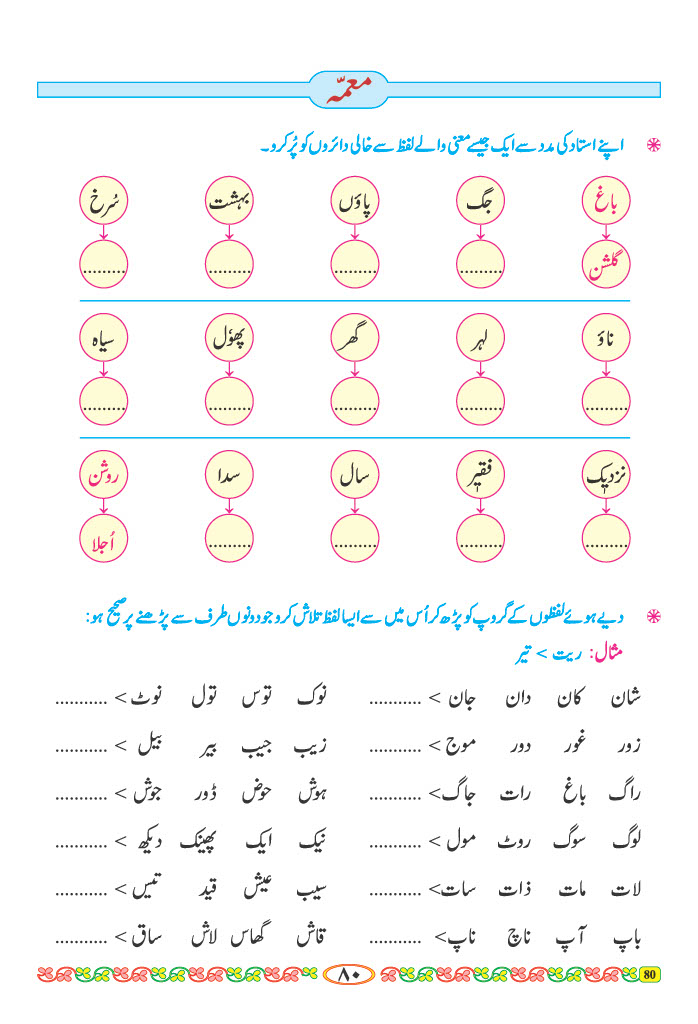 معمّہ
اپنے استاد کی مدد سے ایک جیسے معنی والے لفظ سے خالی دائروں کو پُر کرو۔
باغ جگ پاؤں بہشت سُرخ
گلشن ......... ......... ......... .........
ناؤ لہر گھر پھوٗل سیاہ
......... ......... ......... ......... .........
نزدیک فقیر سال سدا روشن
......... ......... ......... ......... اُجلا
دیے ہوئے لفظوں کے گروپ کو پڑھ کر اُس میں سے ایسا لفظ تلاش کرو جو دونوں طرف سے پڑھنے پر صحیح ہو:
مثال: ریت > تیر
شان کان دان جان > ........... نوک توس تول نوٹ > ...........
زور غور دور موج > ........... زیب جیب بیر بیل > ...........
راگ باغ رات جاگ > ........... ہوش حوض ڈور جوش > ...........
لوگ سوگ روٹ مول > ........... نیک ایک پھینک دیکھ > ...........
لات مات ذات سات > ........... سیب عیش قید تیس > ...........
باپ آپ ناچ ناپ > ........... قاش گھاس لاش ساق > ...........
۸۰
80